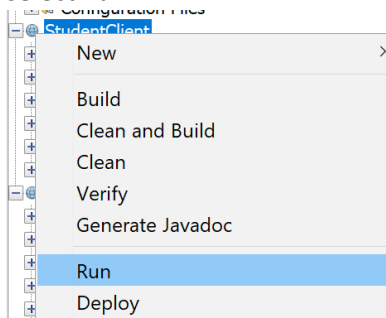 Configuration Files
StudentClient
New
Build
Clean and Build
Clean
Verify
Generate Javadoc
Run
Deploy